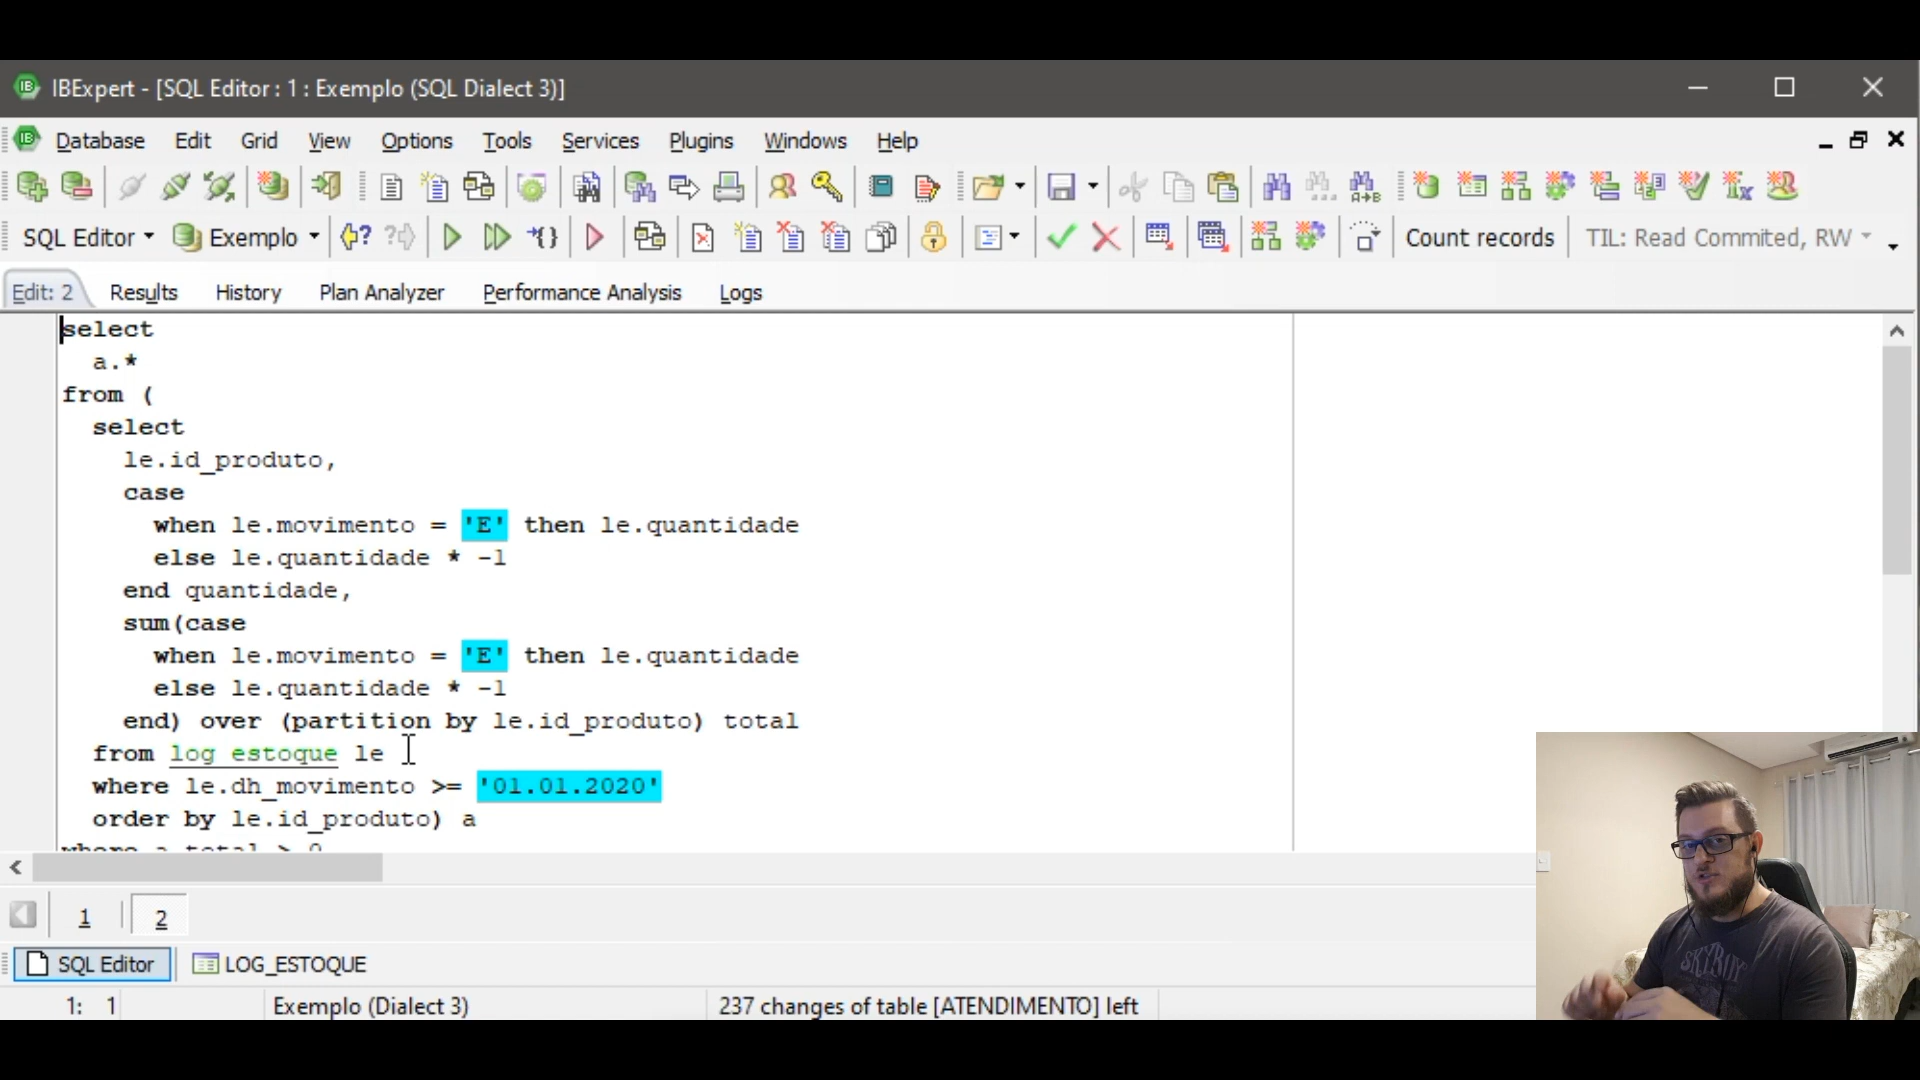 IBExpert - [SQL Editor : 1 : Exemplo (SQL Dialect 3)]
Database Edit Grid View Options Tools Services Plugins Windows Help
SQL Editor Exemplo Count records TIL: Read Commited, RW
Edit: 2 Results History Plan Analyzer Performance Analysis Logs
select
a.*
from (
select
le.id_produto,
case
when le.movimento = 'E' then le.quantidade
else le.quantidade * -1
end quantidade,
sum(case
when le.movimento = 'E' then le.quantidade
else le.quantidade * -1
end) over (partition by le.id_produto) total
from log_estoque le
where le.dh_movimento >= '01.01.2020'
order by le.id_produto) a
where a.total > 0
1 2
SQL Editor LOG_ESTOQUE
1: 1 Exemplo (Dialect 3) 237 changes of table [ATENDIMENTO] left
SKYBOY